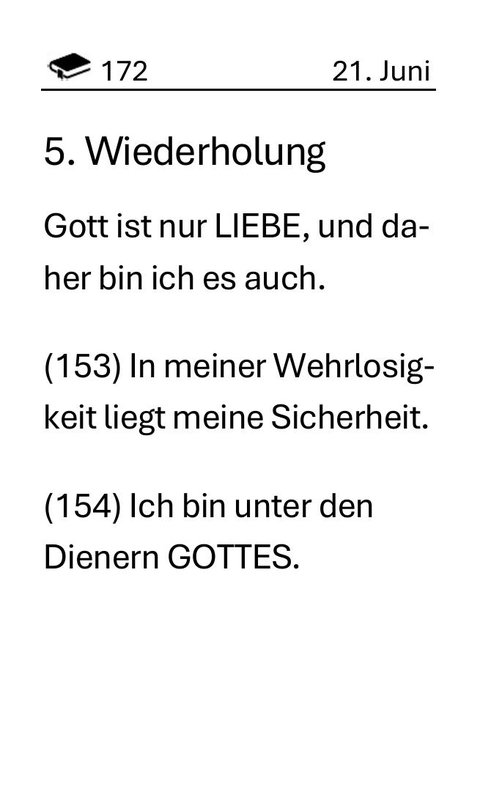 172 21. Juni
5. Wiederholung
Gott ist nur LIEBE, und da-
her bin ich es auch.
(153) In meiner Wehrlosig-
keit liegt meine Sicherheit.
(154) Ich bin unter den
Dienern GOTTES.